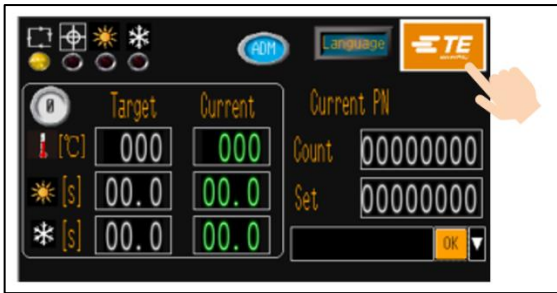 ADM
Language
TE
0
Target
Current
Current PN
[℃]
000
000
Count
00000000
[s]
00.0
00.0
Set
00000000
[s]
00.0
00.0
OK